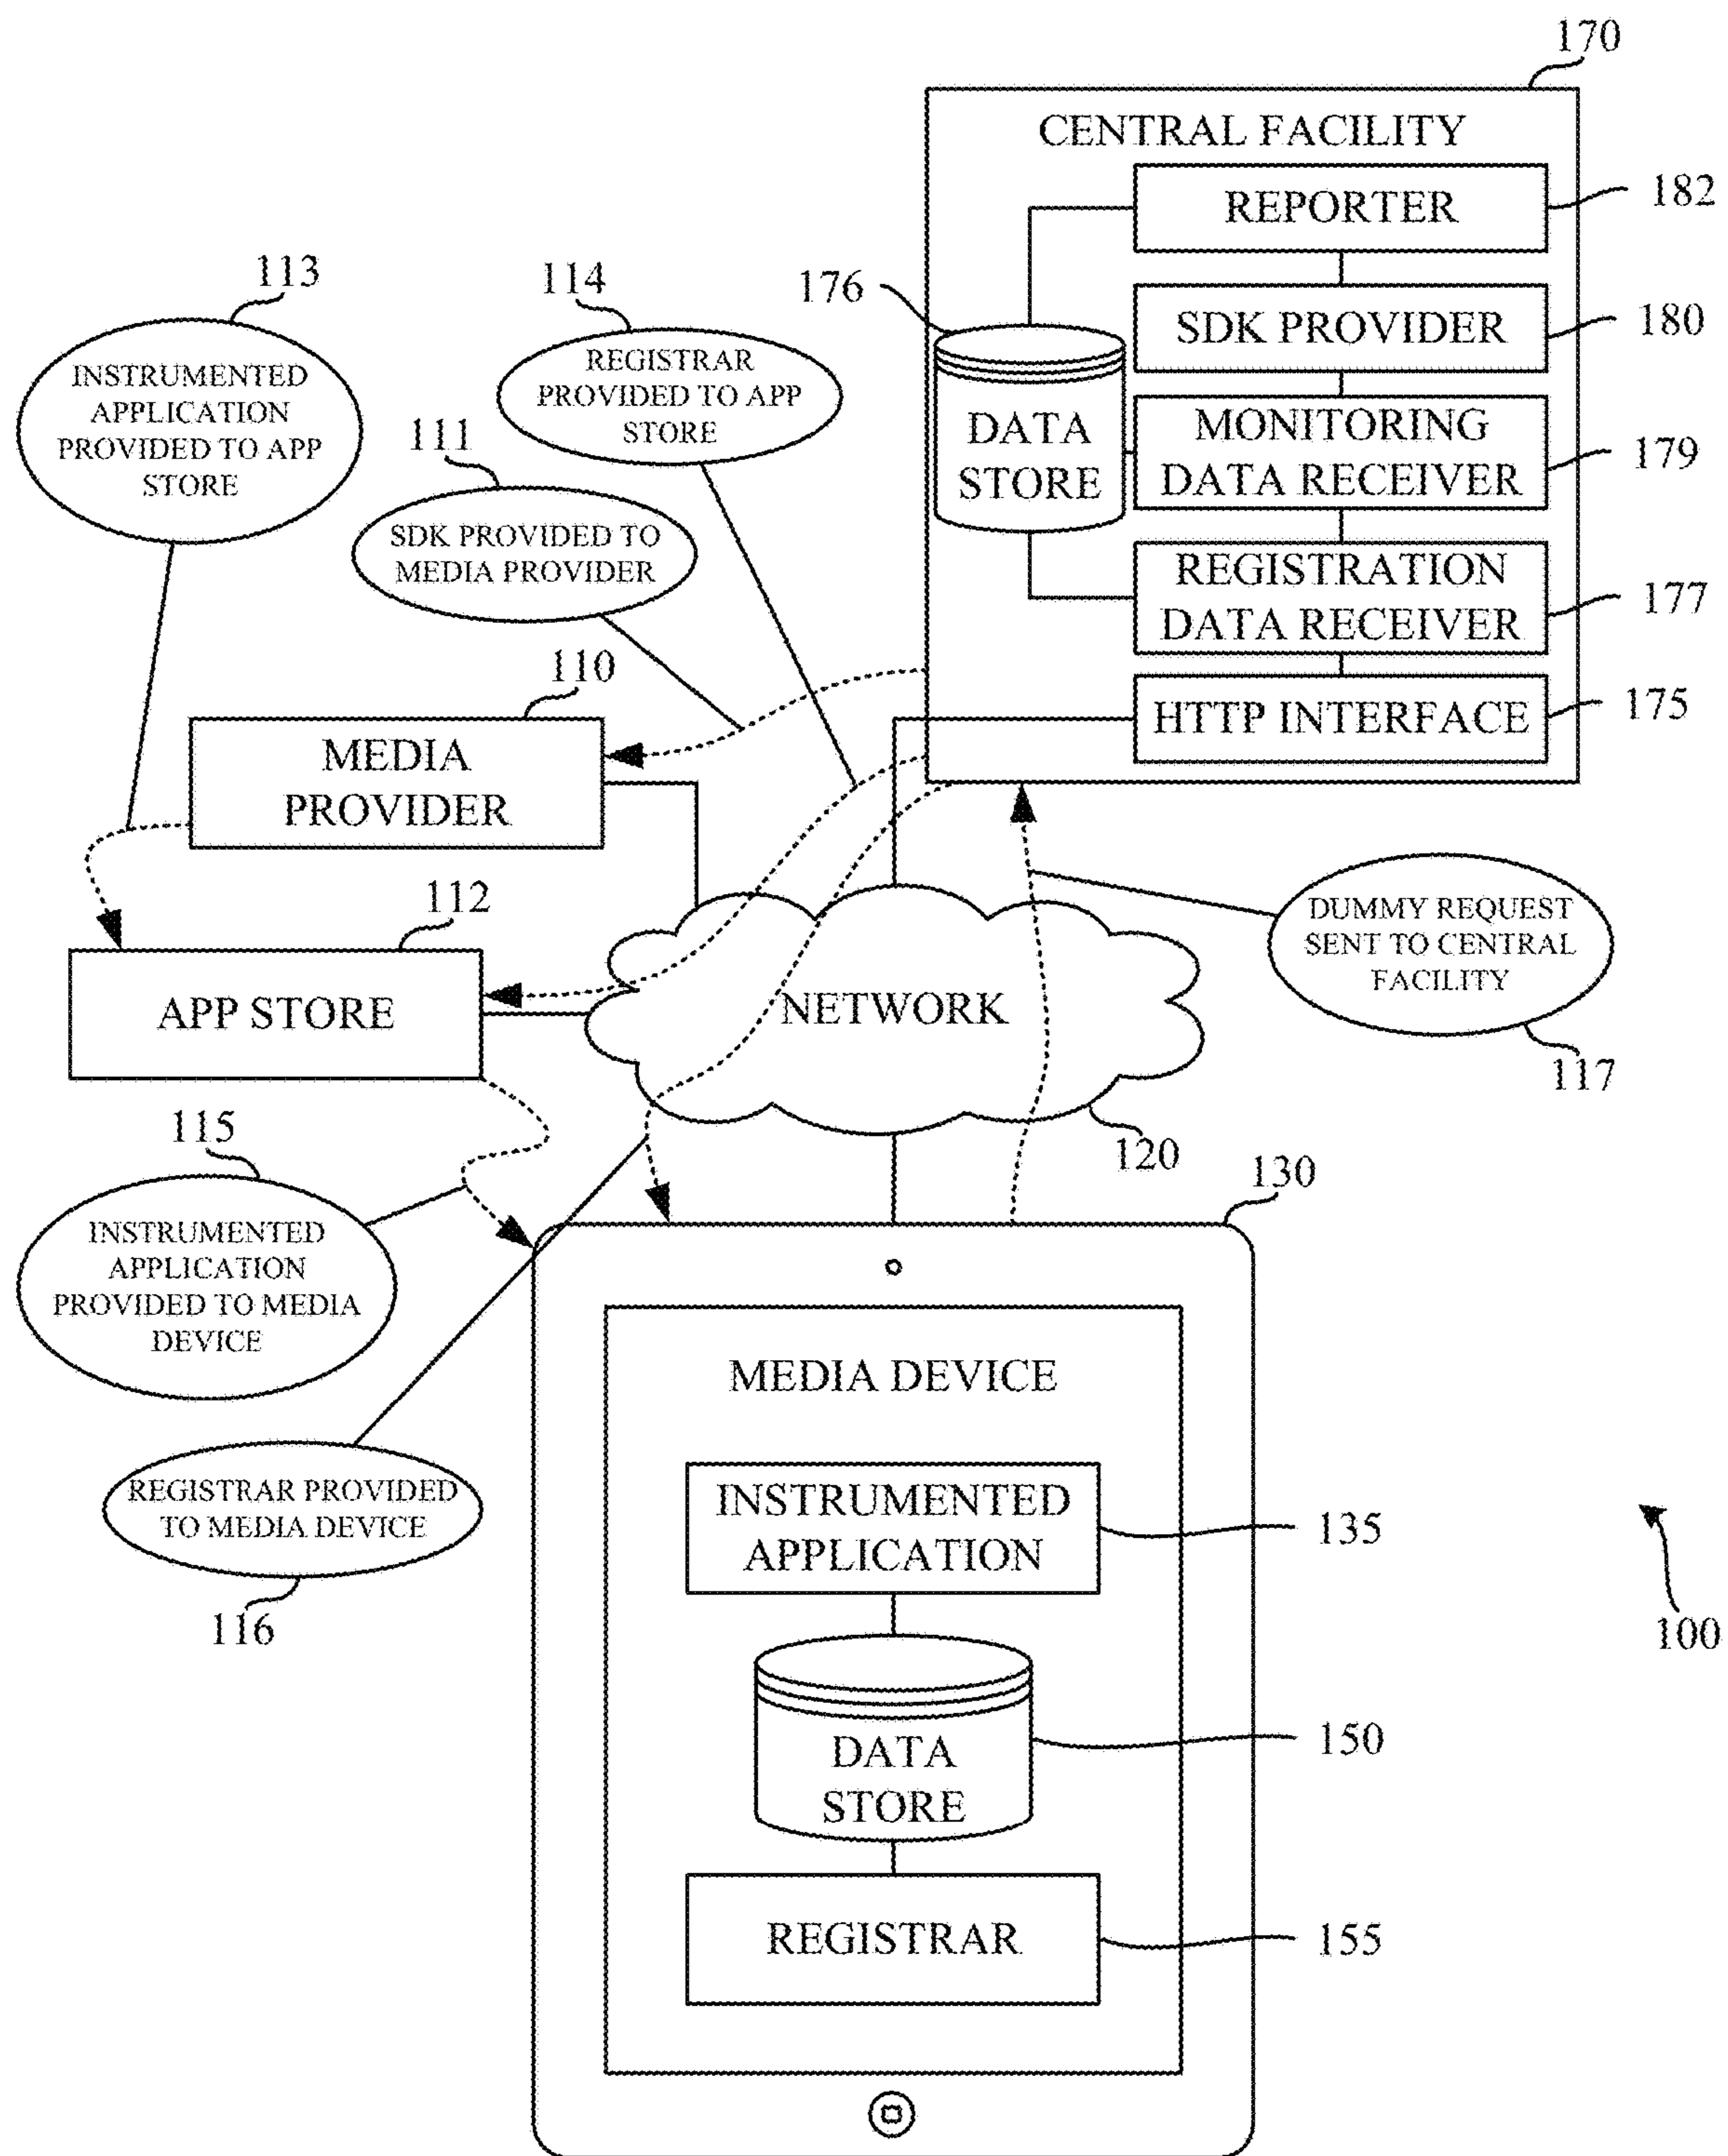 170
CENTRAL FACILITY
REPORTER
182
SDK PROVIDER
180
176
DATA
STORE
MONITORING
DATA RECEIVER
179
REGISTRATION
DATA RECEIVER
177
HTTP INTERFACE
175
113
INSTRUMENTED
APPLICATION
PROVIDED TO APP
STORE
114
REGISTRAR
PROVIDED TO APP
STORE
111
SDK PROVIDED TO
MEDIA PROVIDER
110
MEDIA
PROVIDER
112
APP STORE
NETWORK
120
DUMMY REQUEST
SENT TO CENTRAL
FACILITY
117
115
INSTRUMENTED
APPLICATION
PROVIDED TO MEDIA
DEVICE
REGISTRAR PROVIDED
TO MEDIA DEVICE
116
130
MEDIA DEVICE
INSTRUMENTED
APPLICATION
135
DATA
STORE
150
REGISTRAR
155
100